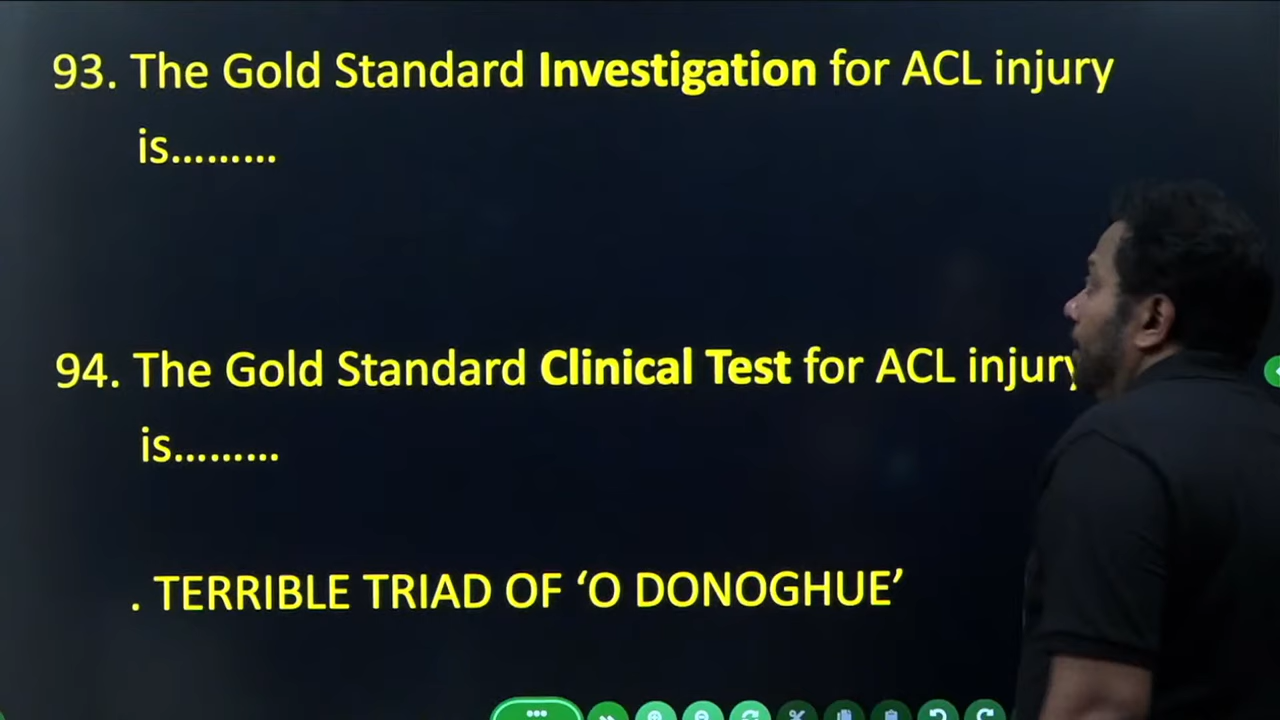 93. The Gold Standard Investigation for ACL injury
is.........
94. The Gold Standard Clinical Test for ACL injury
is.........
. TERRIBLE TRIAD OF ‘O DONOGHUE’